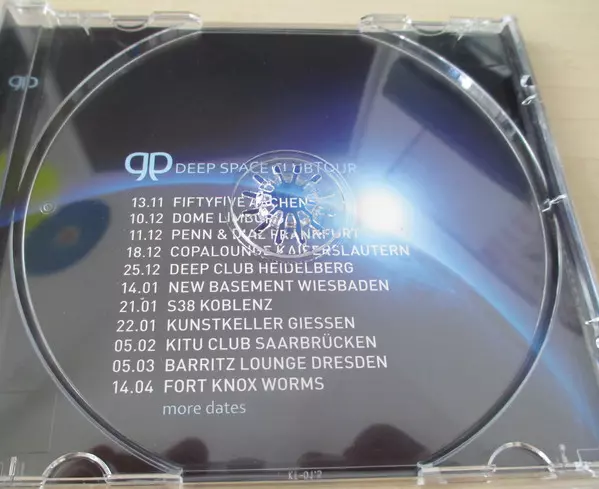 gp DEEP SPACE CLUBTOUR
13.11 FIFTYFIVE AACHEN
10.12 DOME LIMBURG
11.12 PENN & IMAL FRANKFURT
18.12 COPALOUNGE KAISERSLAUTERN
25.12 DEEP CLUB HEIDELBERG
14.01 NEW BASEMENT WIESBADEN
21.01 S38 KOBLENZ
22.01 KUNSTKELLER GIESSEN
05.02 KITU CLUB SAARBRÜCKEN
05.03 BARRITZ LOUNGE DRESDEN
14.04 FORT KNOX WORMS
more dates